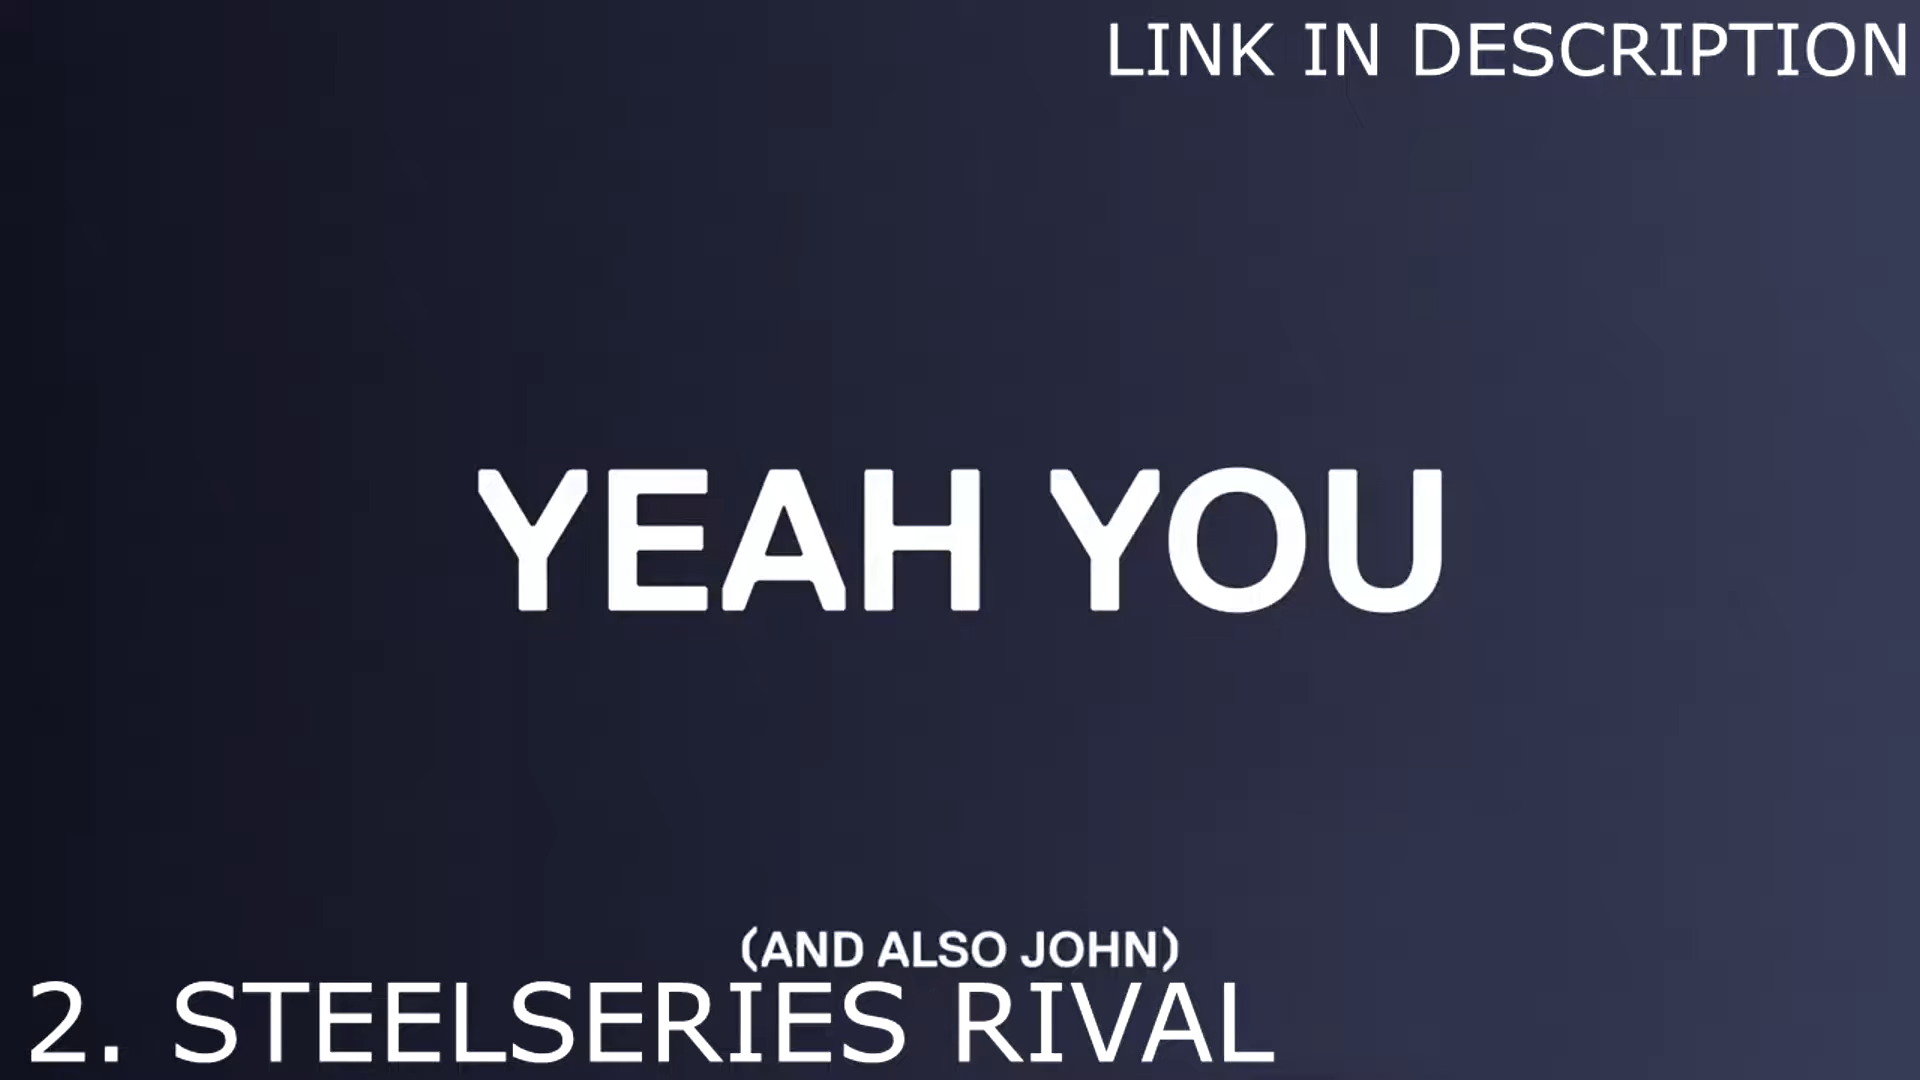 LINK IN DESCRIPTION
YEAH YOU
(AND ALSO JOHN)
2. STEELSERIES RIVAL